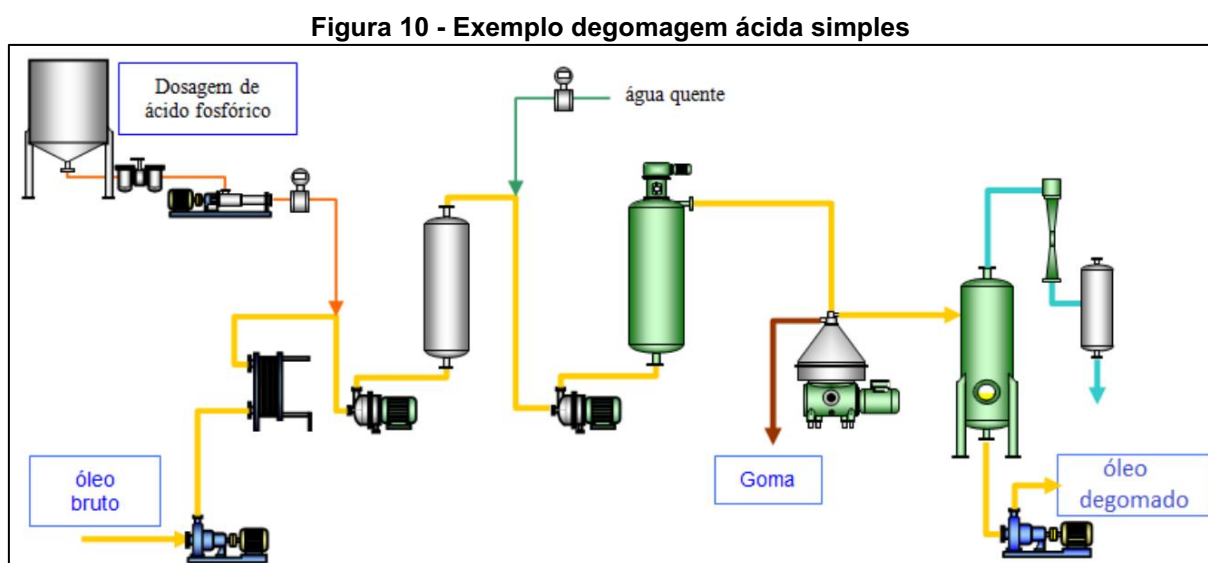 Figura 10 - Exemplo degomagem ácida simples
Dosagem de
ácido fosfórico
água quente
óleo
bruto
Goma
óleo
degomado